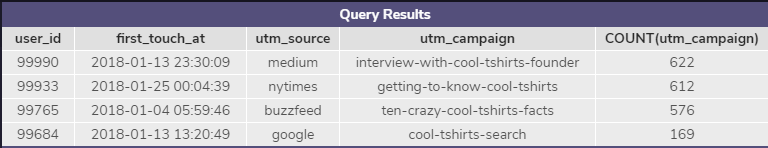 Query Results
user_id first_touch_at utm_source utm_campaign COUNT(utm_campaign)
99990 2018-01-13 23:30:09 medium interview-with-cool-tshirts-founder 622
99933 2018-01-25 00:04:39 nytimes getting-to-know-cool-tshirts 612
99765 2018-01-04 05:59:46 buzzfeed ten-crazy-cool-tshirts-facts 576
99684 2018-01-13 13:20:49 google cool-tshirts-search 169